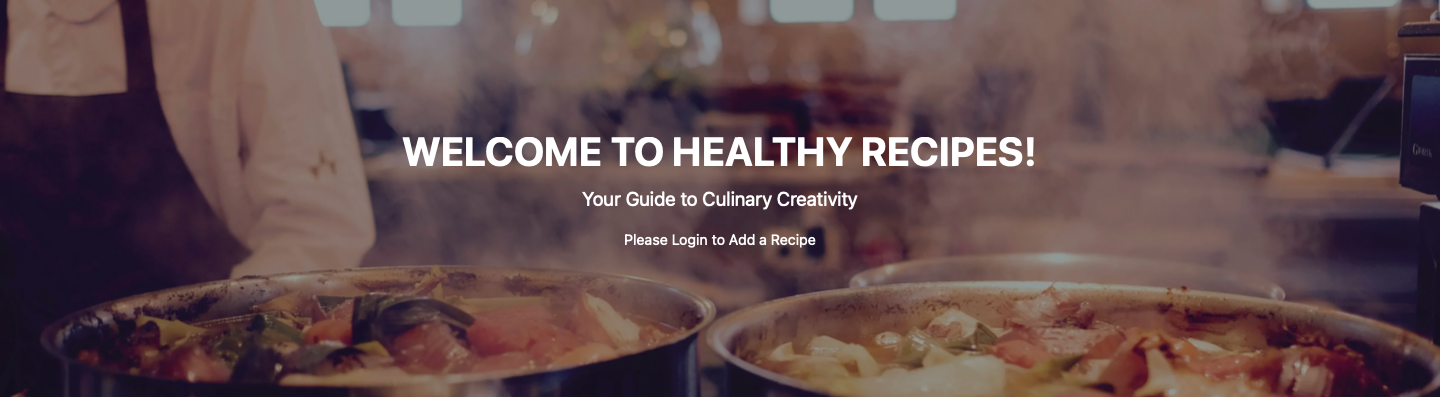 WELCOME TO HEALTHY RECIPES!
Your Guide to Culinary Creativity
Please Login to Add a Recipe